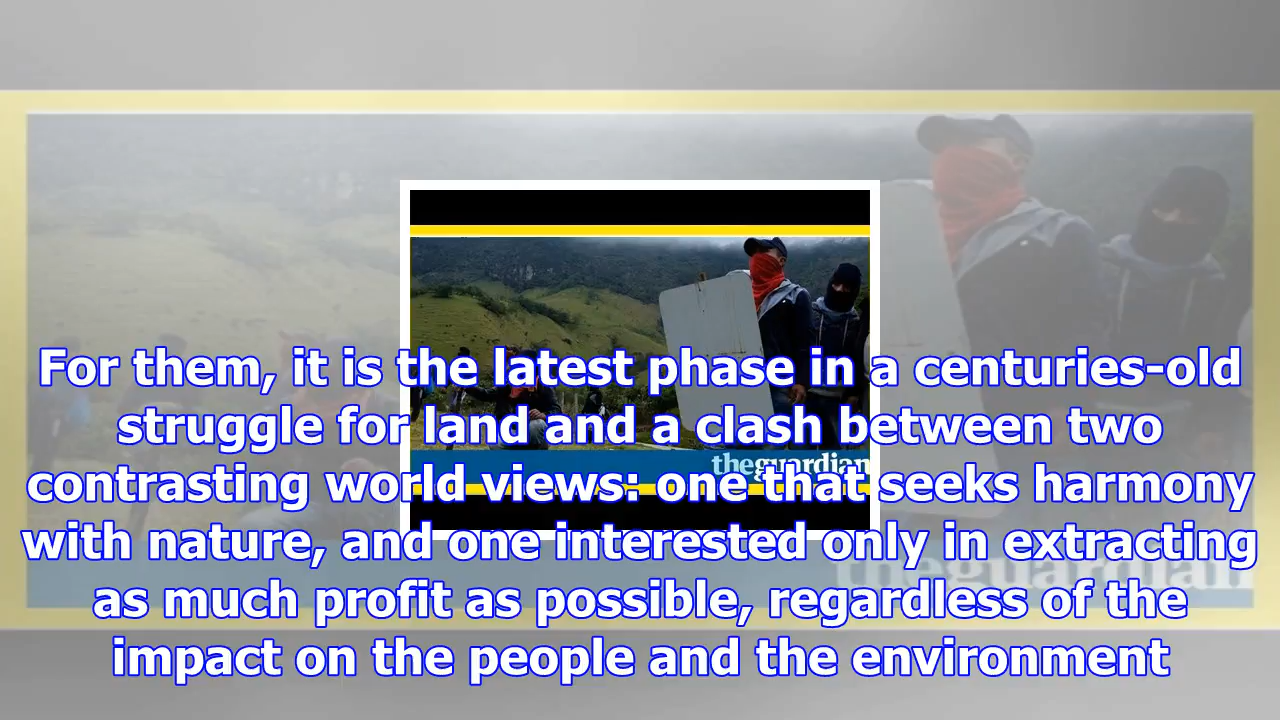 For them, it is the latest phase in a centuries-old
struggle for land and a clash between two
contrasting world views: one that seeks harmony
with nature, and one interested only in extracting
as much profit as possible, regardless of the
impact on the people and the environment
theguardian
theguardian